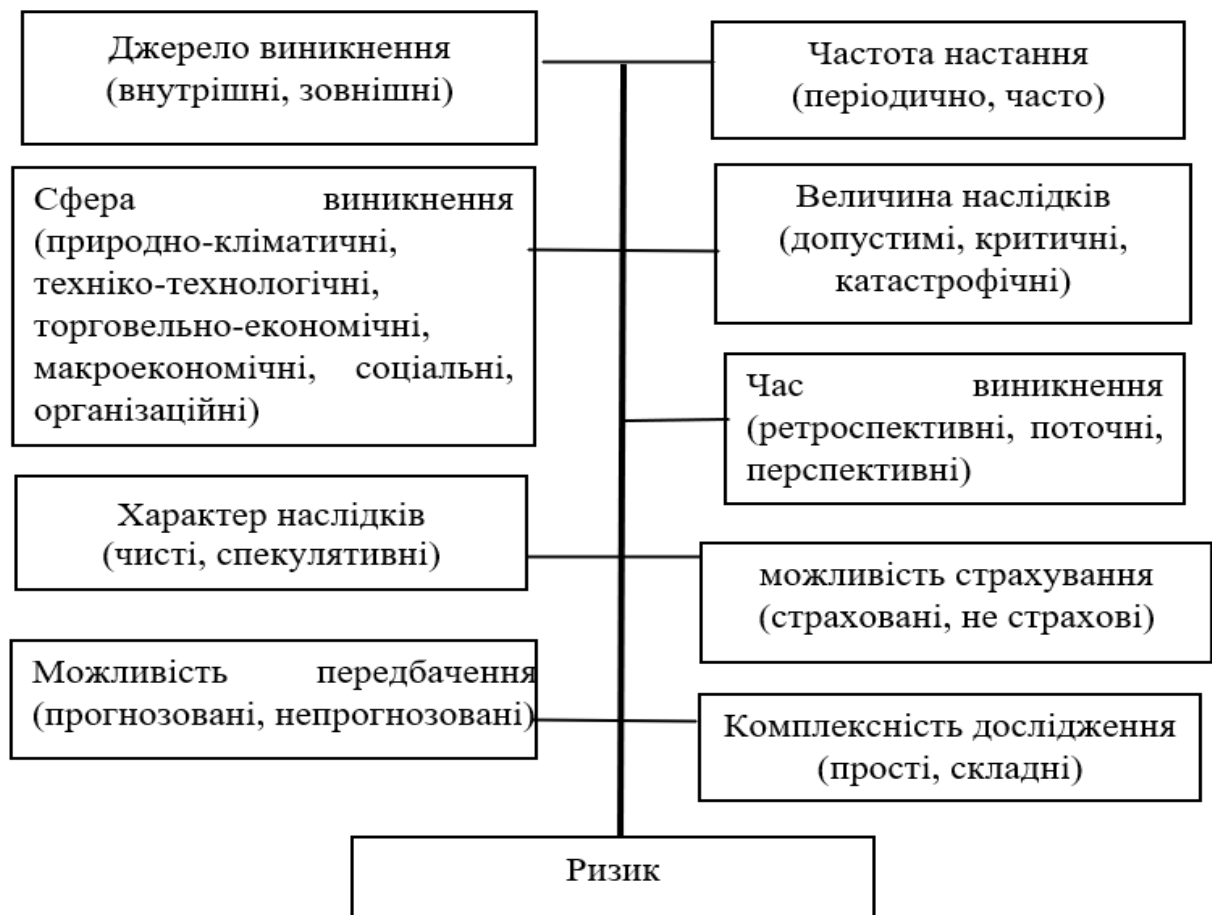 Джерело виникнення
(внутрішні, зовнішні)
Частота настання
(періодично, часто)
Сфера виникнення
(природно-кліматичні,
техніко-технологічні,
торговельно-економічні,
макроекономічні, соціальні,
організаційні)
Величина наслідків
(допустимі, критичні,
катастрофічні)
Час виникнення
(ретроспективні, поточні,
перспективні)
Характер наслідків
(чисті, спекулятивні)
можливість страхування
(страховані, не страхові)
Можливість передбачення
(прогнозовані, непрогнозовані)
Комплексність дослідження
(прості, складні)
Ризик